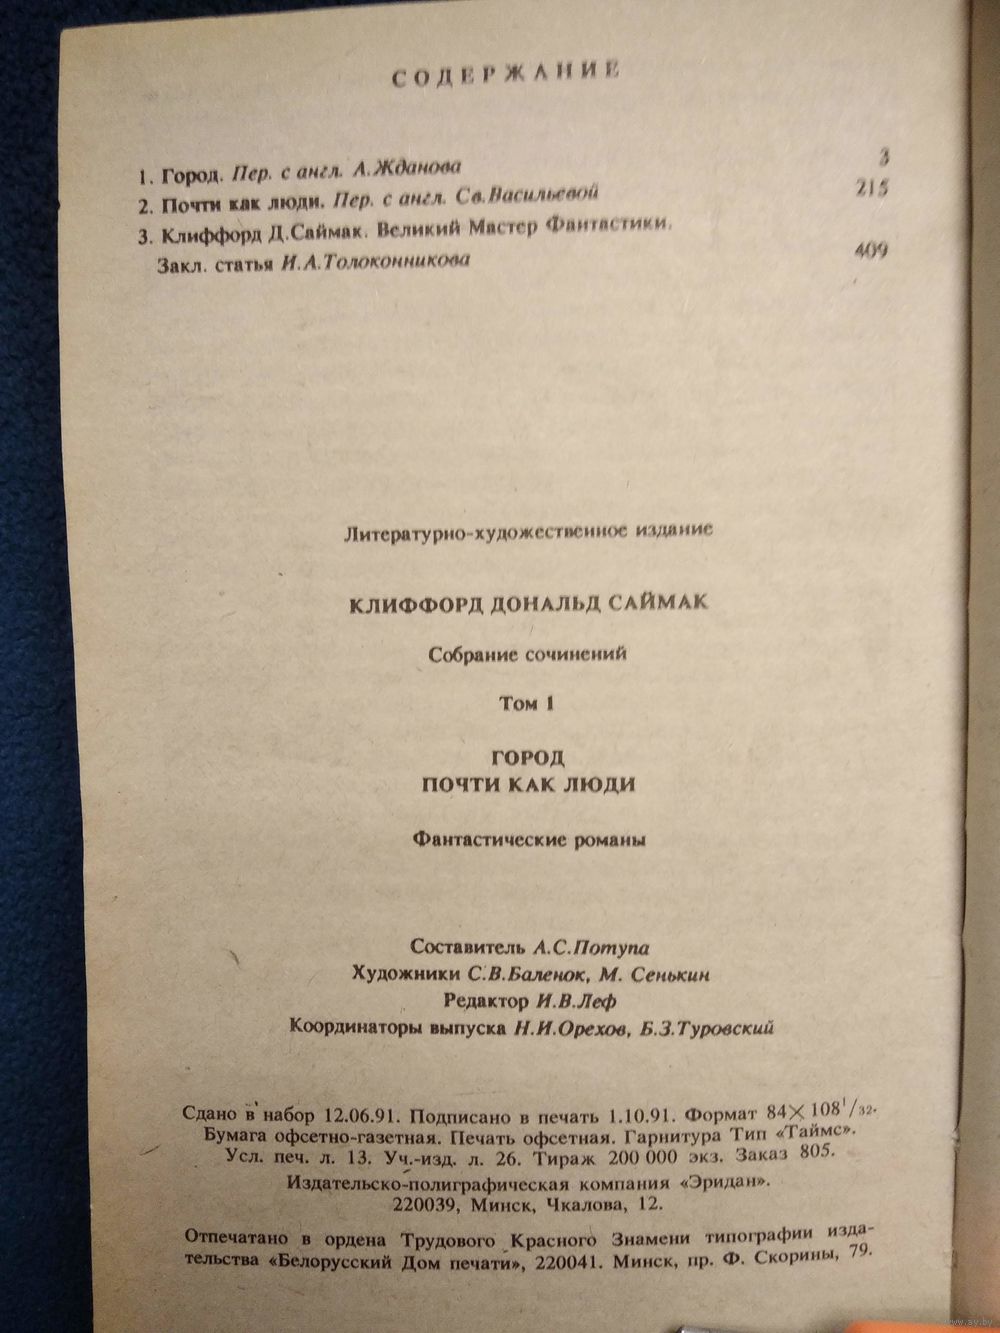 СОДЕРЖАНИЕ
1. Город. Пер. с англ. А.Жданова 3
2. Почти как люди. Пер. с англ. Св.Васильевой 215
3. Клиффорд Д.Саймак. Великий Мастер Фантастики.
Закл. статья И.А.Толоконникова 409
Литературно-художественное издание
КЛИФФОРД ДОНАЛЬД САЙМАК
Собрание сочинений
Том 1
ГОРОД
ПОЧТИ КАК ЛЮДИ
Фантастические романы
Составитель А.С.Потупа
Художники С.В.Баленок, М. Сенькин
Редактор И.В.Леф
Координаторы выпуска Н.И.Орехов, Б.З.Туровский
Сдано в набор 12.06.91. Подписано в печать 1.10.91. Формат 84×108 1/32.
Бумага офсетно-газетная. Печать офсетная. Гарнитура Тип «Таймс».
Усл. печ. л. 13. Уч.-изд. л. 26. Тираж 200 000 экз. Заказ 805.
Издательско-полиграфическая компания «Эридан».
220039, Минск, Чкалова, 12.
Отпечатано в ордена Трудового Красного Знамени типографии изда-
тельства «Белорусский Дом печати», 220041. Минск, пр. Ф. Скорины, 79.
www.ay.by